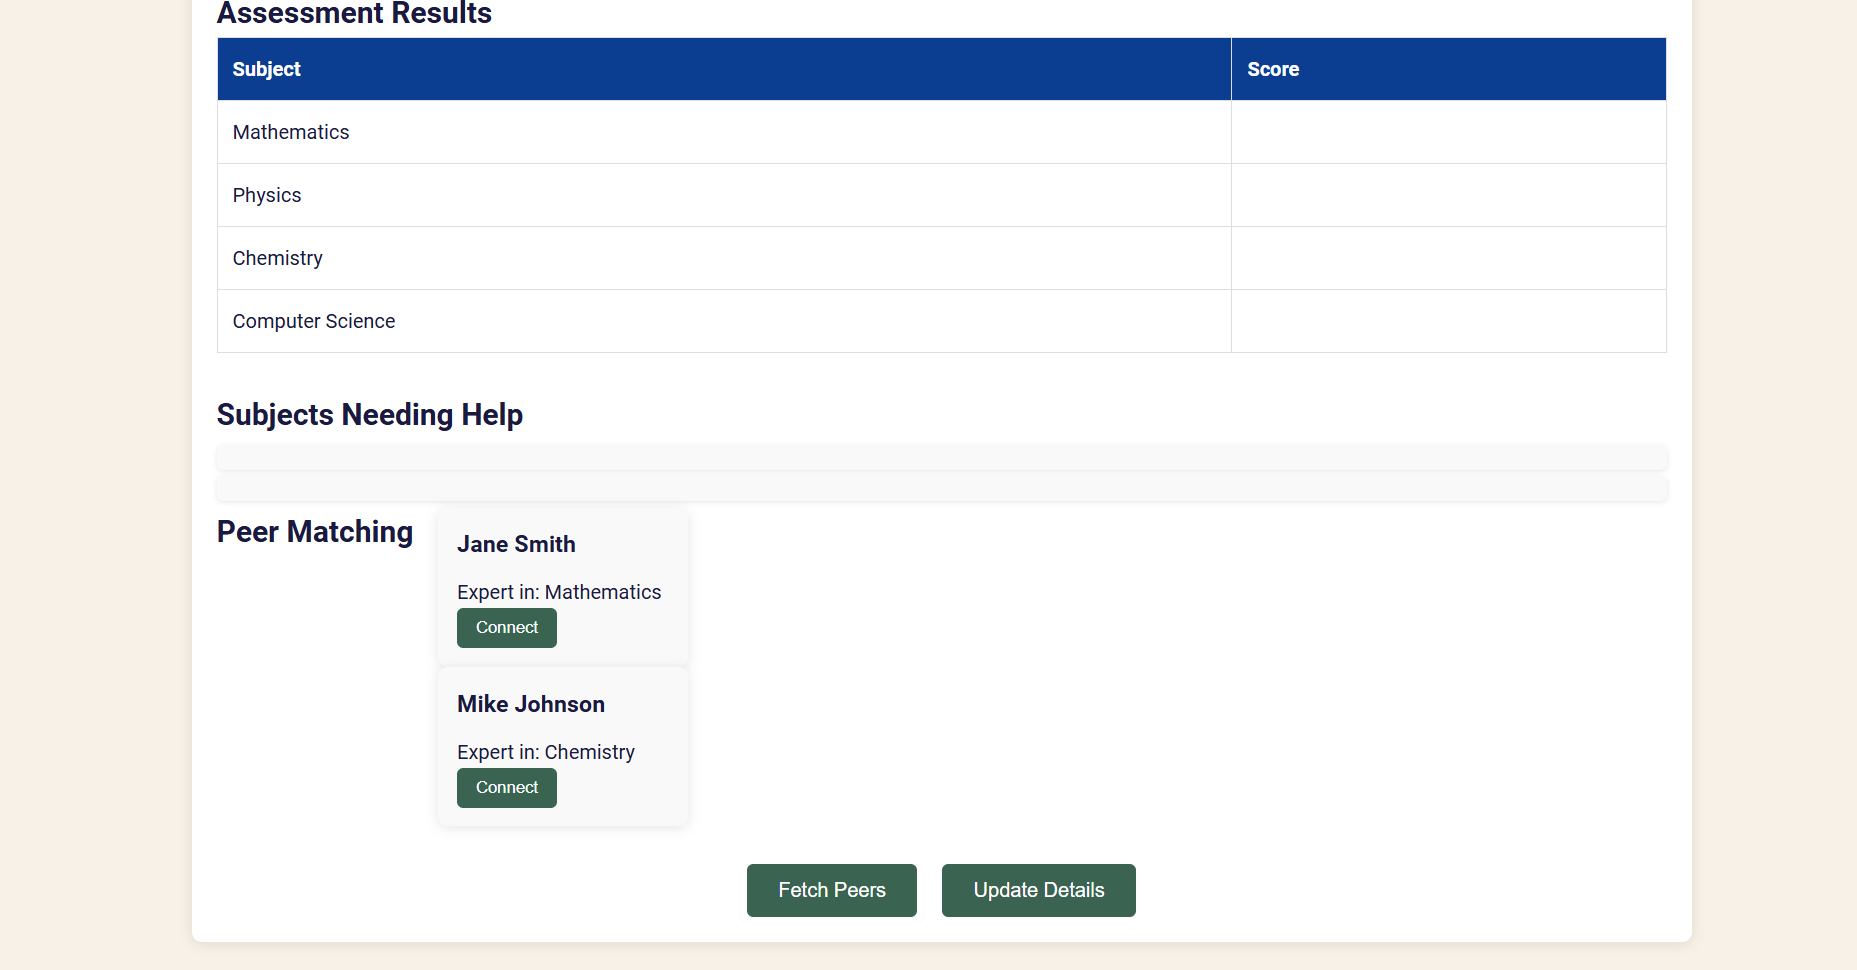 Assessment Results
Subject Score
Mathematics
Physics
Chemistry
Computer Science
Subjects Needing Help
Peer Matching
Jane Smith
Expert in: Mathematics
Connect
Mike Johnson
Expert in: Chemistry
Connect
Fetch Peers Update Details